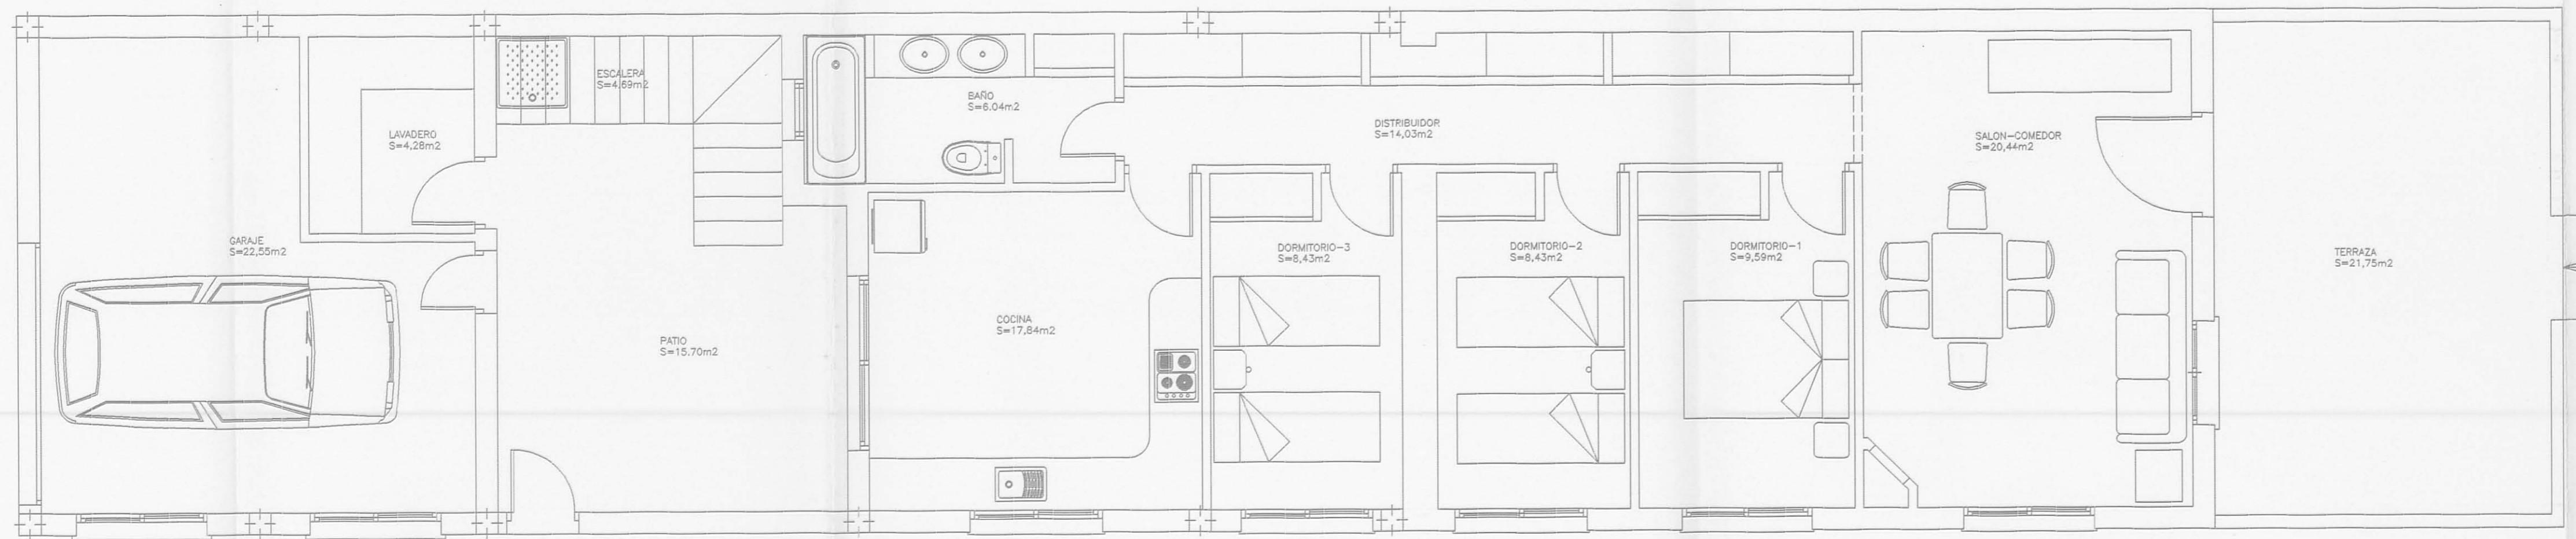 ESCALERA
S=4.69m2
BAÑO
S=6.04m2
LAVADERO
S=4,28m2
DISTRIBUIDOR
S=14,03m2
SALON-COMEDOR
S=20,44m2
GARAJE
S=22,55m2
DORMITORIO-3
S=8,43m2
DORMITORIO-2
S=8,43m2
DORMITORIO-1
S=9,59m2
TERRAZA
S=21,75m2
COCINA
S=17,84m2
PATIO
S=15.70m2